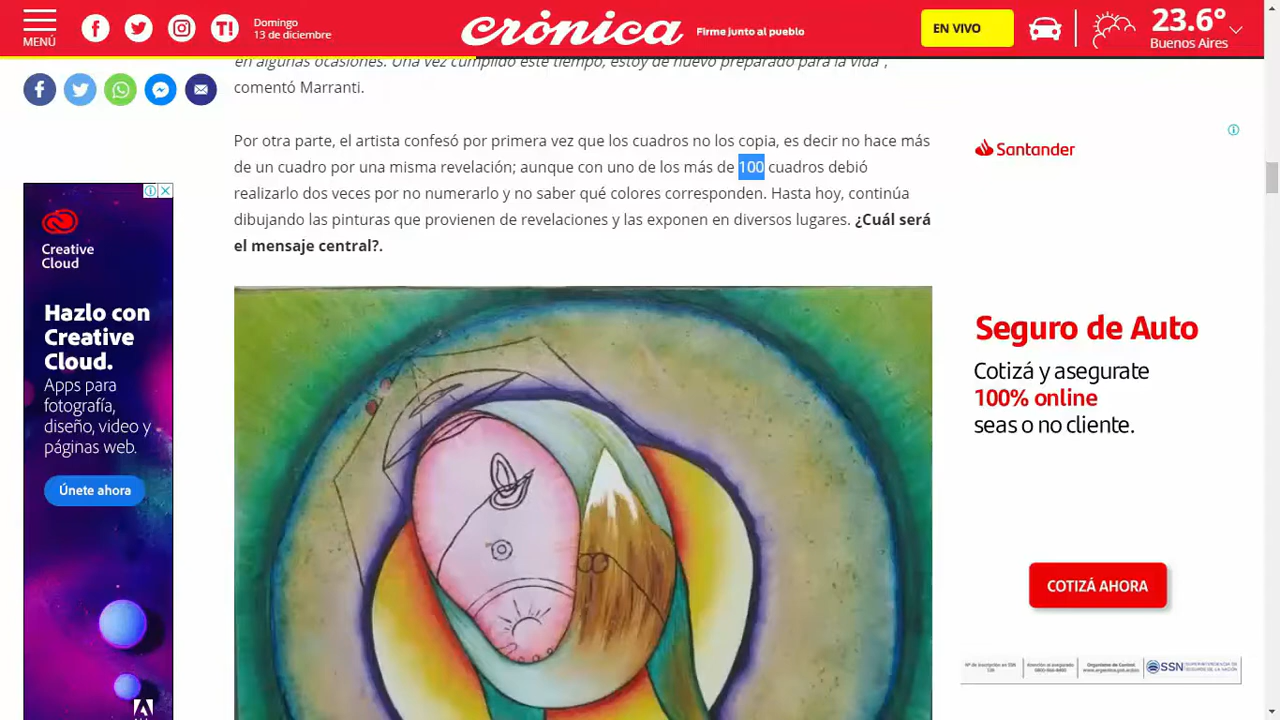 MENÚ
Domingo
13 de diciembre
crónica
Firme junto al pueblo
EN VIVO
23.6°
Buenos Aires
en algunas ocasiones. Una vez cumplido este tiempo, estoy de nuevo preparado para la vida",
comentó Marranti.
Por otra parte, el artista confesó por primera vez que los cuadros no los copia, es decir no hace más
de un cuadro por una misma revelación; aunque con uno de los más de 100 cuadros debió
realizarlo dos veces por no numerarlo y no saber qué colores corresponden. Hasta hoy, continúa
dibujando las pinturas que provienen de revelaciones y las exponen en diversos lugares. ¿Cuál será
el mensaje central?.
Creative
Cloud
Hazlo con
Creative
Cloud.
Apps para
fotografía,
diseño, video y
páginas web.
Únete ahora
Santander
Seguro de Auto
Cotizá y asegurate
100% online
seas o no cliente.
COTIZÁ AHORA
SSN